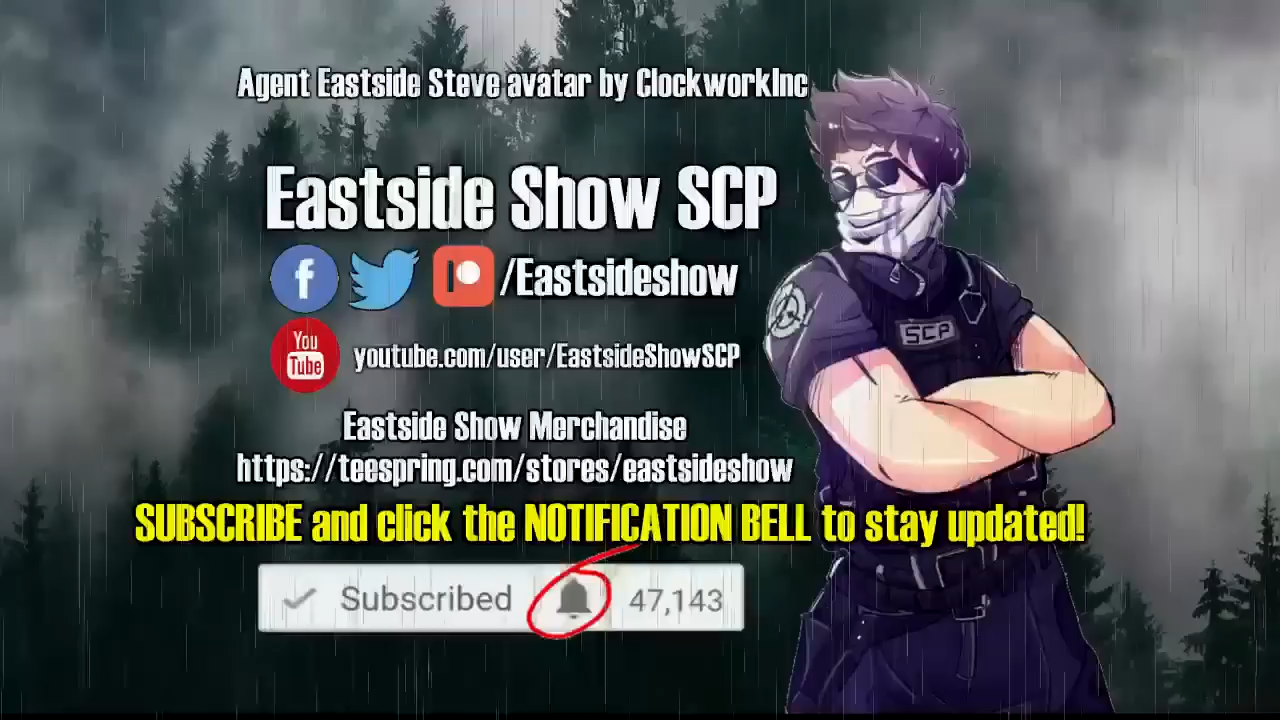 Agent Eastside Steve avatar by ClockworkInc
Eastside Show SCP
f /Eastsideshow
You Tube youtube.com/user/EastsideShowSCP
SCP
Eastside Show Merchandise
https://teespring.com/stores/eastsideshow
SUBSCRIBE and click the NOTIFICATION BELL to stay updated!
Subscribed 47,143